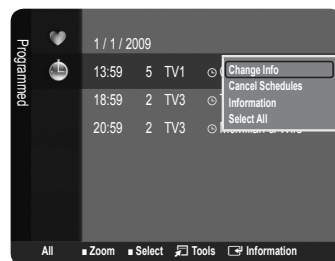 Programmed
1 / 1 / 2009
13:59 5 TV1
18:59 2 TV3
20:59 2 TV3
Change Info
Cancel Schedules
Information
Select All
All Zoom Select Tools Information